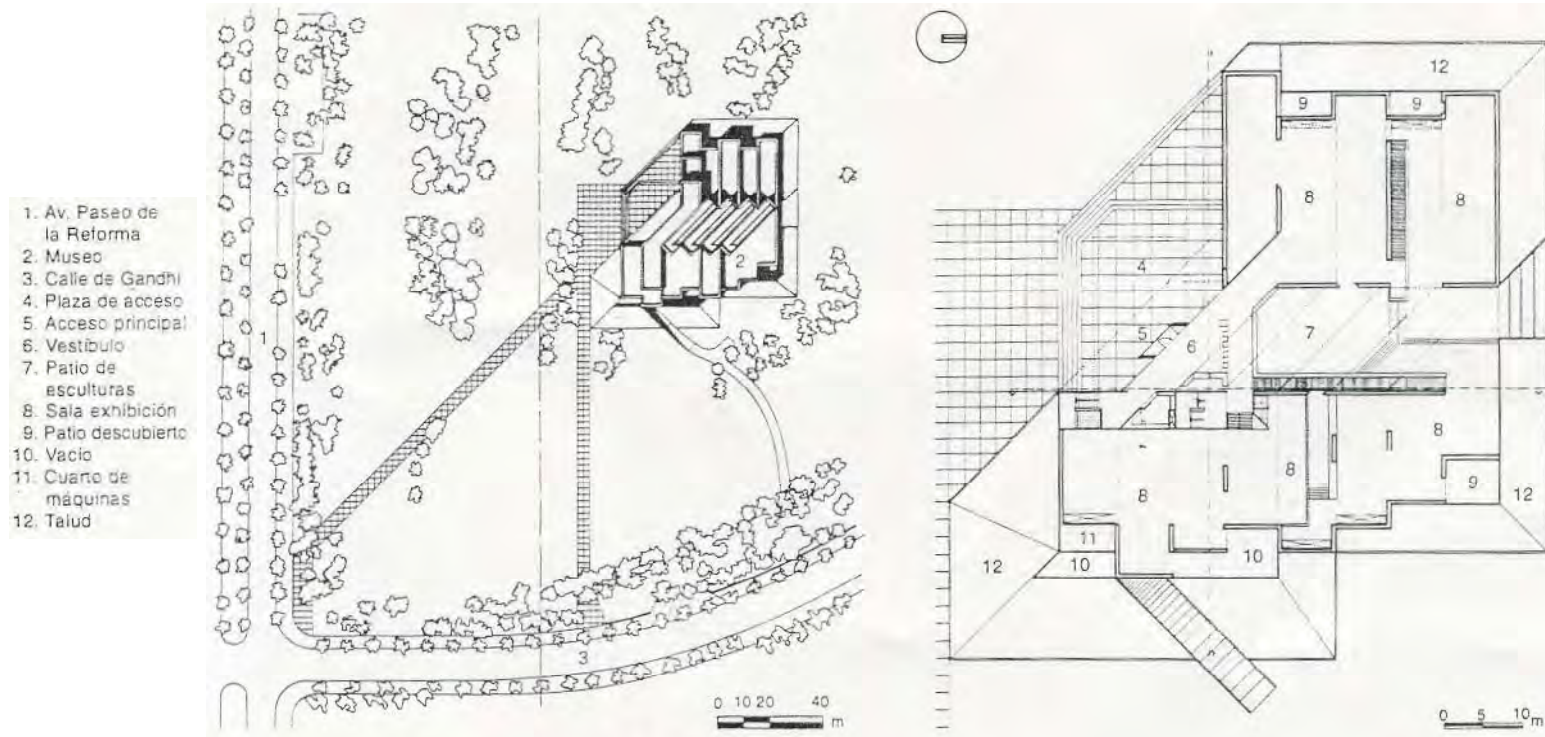 1. Av. Paseo de
la Reforma
2. Museo
3. Calle de Gandhi
4. Plaza de acceso
5. Acceso principal
6. Vestíbulo
7. Patio de
esculturas
8. Sala exhibición
9. Patio descubierto
10. Vacío
11. Cuarto de
máquinas
12. Talud
1
2
3
0 10 20 40
m
12
9 9
8 8
4
5 6 7
8
8
8 9
11
12 10 10 12
0 5 10 m